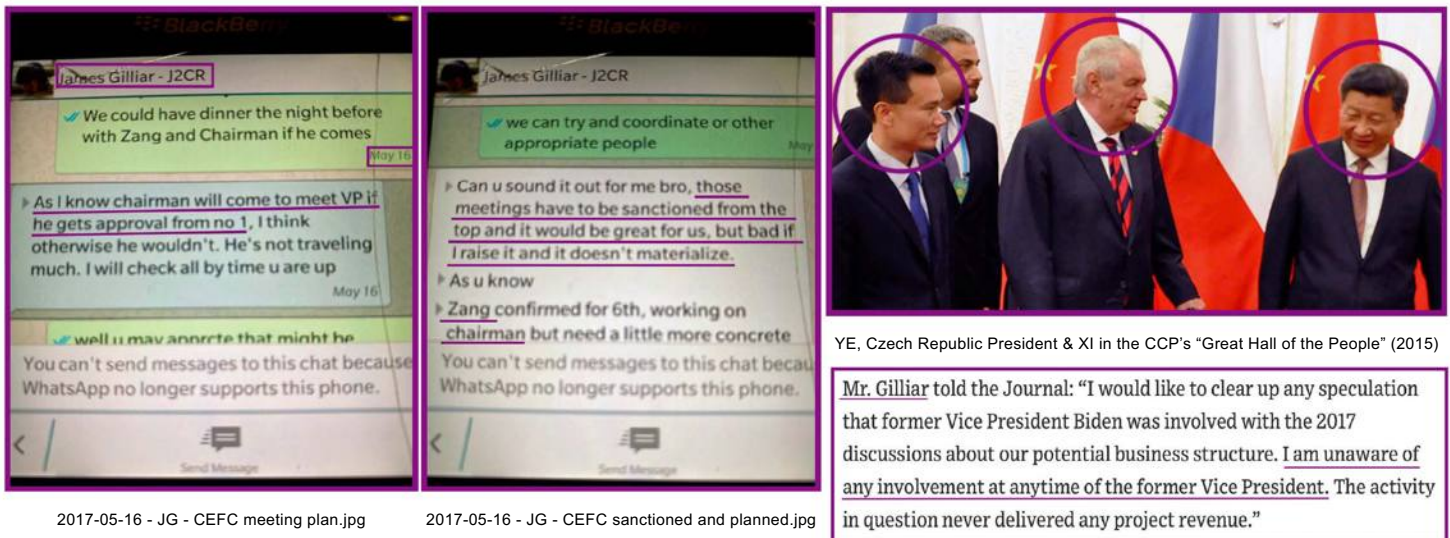 BlackBerry
James Gilliar - J2CR
We could have dinner the night before
with Zang and Chairman if he comes
May 16
As I know chairman will come to meet VP if
he gets approval from no 1, I think
otherwise he wouldn't. He's not traveling
much. I will check all by time u are up
May 16
well u may apprcte that might be
You can't send messages to this chat because
WhatsApp no longer supports this phone.
Send Message
2017-05-16 - JG - CEFC meeting plan.jpg
BlackBerry
James Gilliar - J2CR
we can try and coordinate or other
appropriate people
May
Can u sound it out for me bro, those
meetings have to be sanctioned from the
top and it would be great for us, but bad if
I raise it and it doesn't materialize.
As u know
Zang confirmed for 6th, working on
chairman but need a little more concrete
You can't send messages to this chat becau
WhatsApp no longer supports this phone.
Send Message
2017-05-16 - JG - CEFC sanctioned and planned.jpg
YE, Czech Republic President & XI in the CCP's “Great Hall of the People” (2015)
Mr. Gilliar told the Journal: “I would like to clear up any speculation
that former Vice President Biden was involved with the 2017
discussions about our potential business structure. I am unaware of
any involvement at anytime of the former Vice President. The activity
in question never delivered any project revenue.”